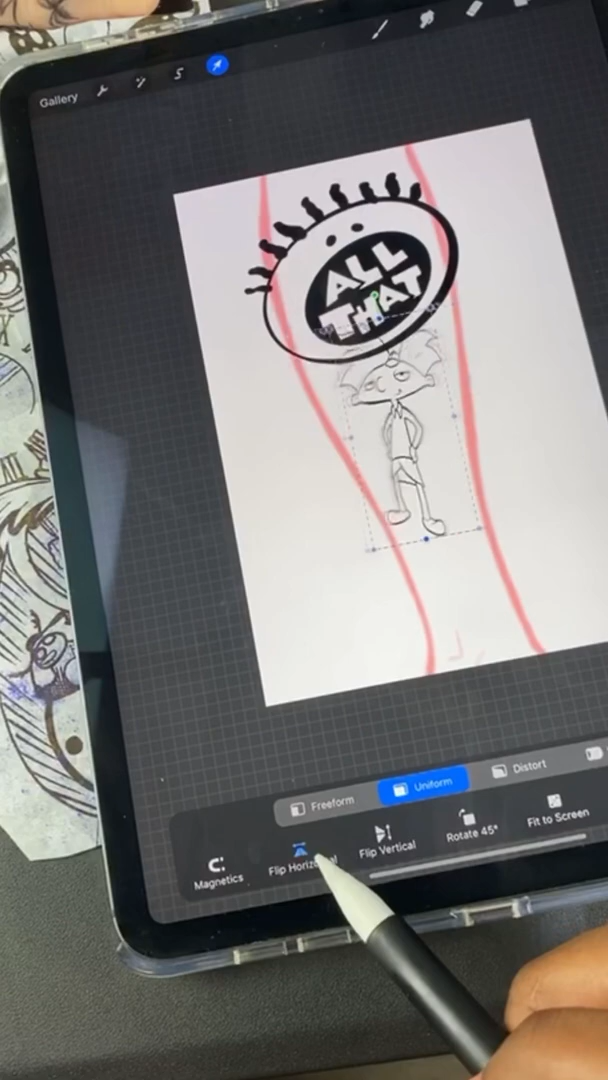 Gallery
ALL
THAT
Freeform
Uniform
Distort
Magnetics
Flip Horizontal
Flip Vertical
Rotate 45°
Fit to Screen